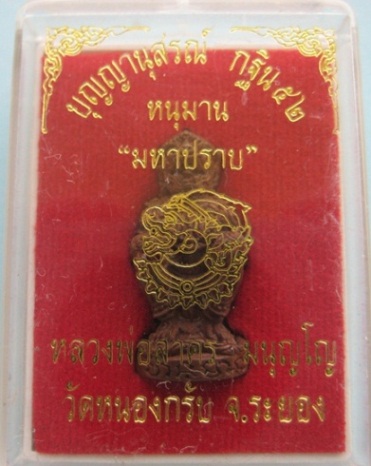 บุญญานุสรณ์ กฐิน๕๒
หนุมาน
“มหาปราบ”
หลวงพ่อสาคร มนุญโญ
วัดหนองกรับ จ.ระยอง